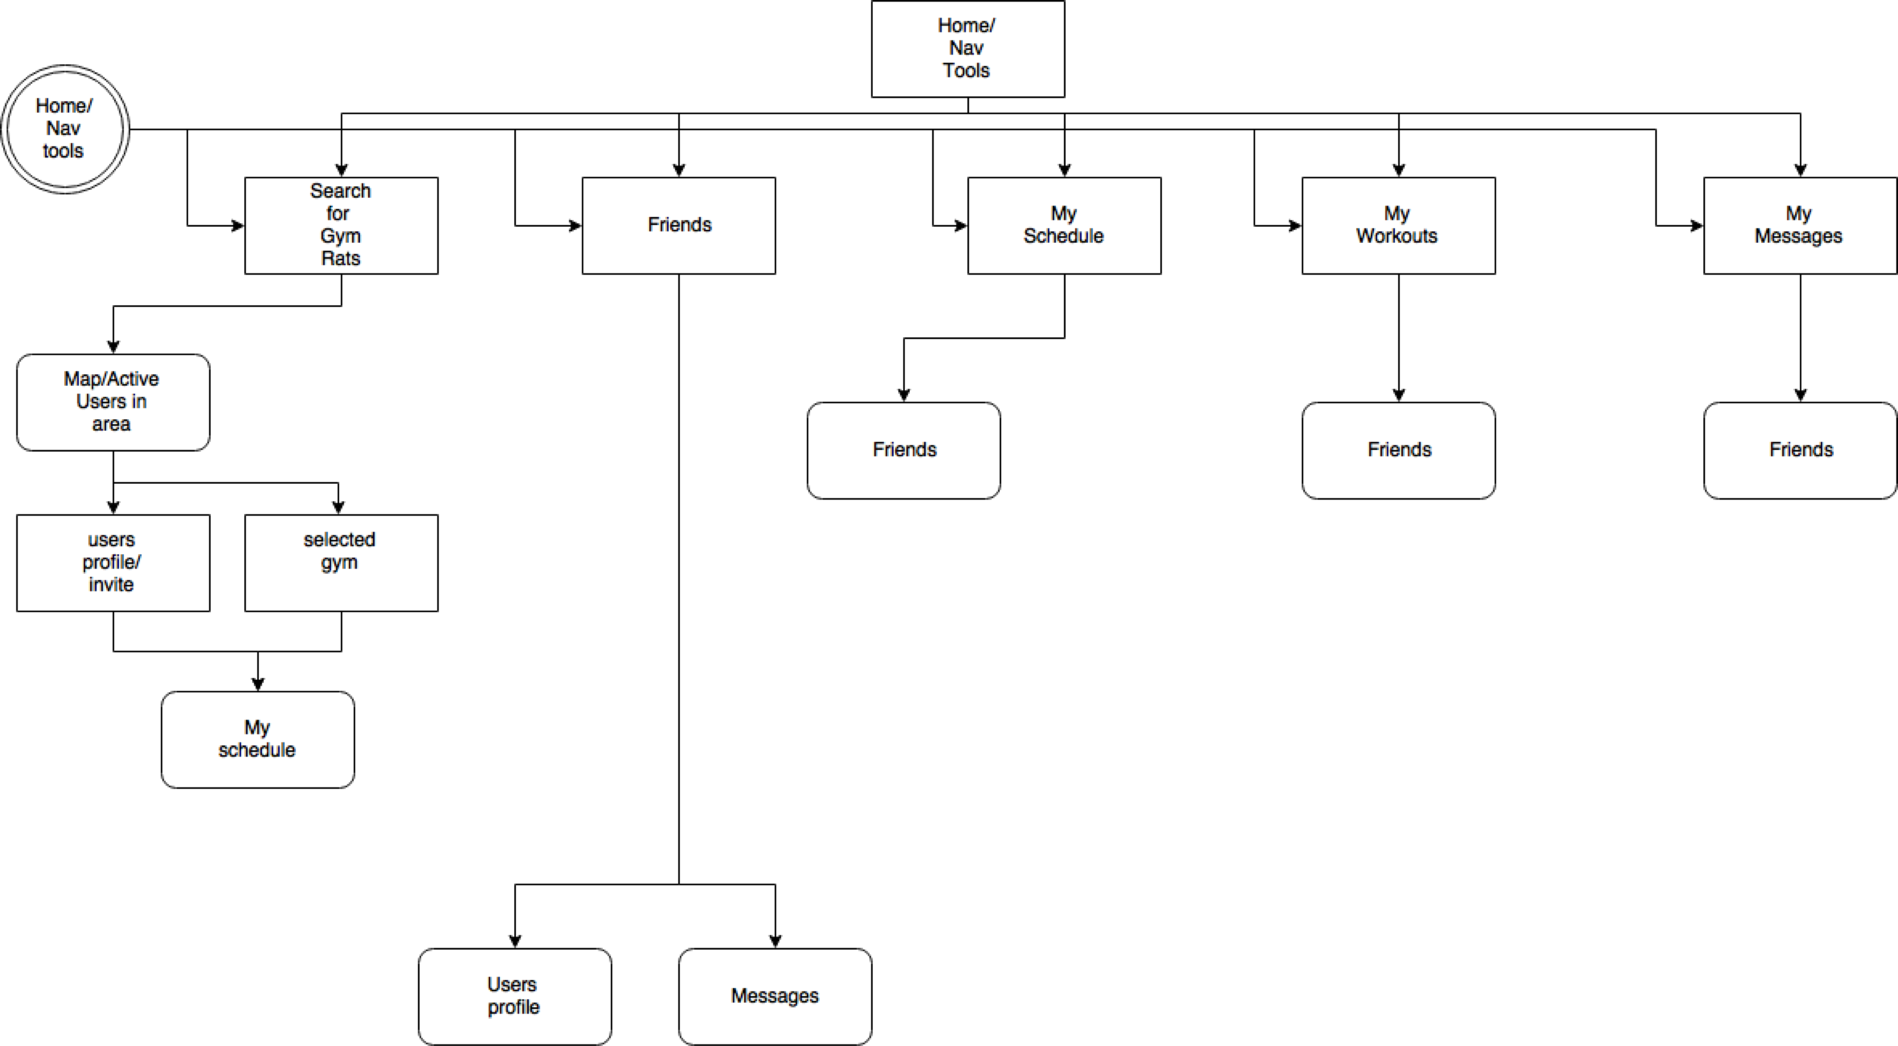 Home/
Nav
Tools
Home/
Nav
tools
Search
for
Gym
Rats
Friends
My
Schedule
My
Workouts
My
Messages
Map/Active
Users in
area
Friends
Friends
Friends
users
profile/
invite
selected
gym
My
schedule
Users
profile
Messages